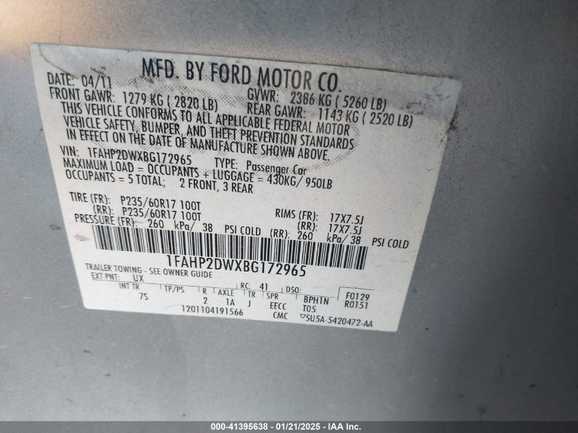 MFD. BY FORD MOTOR CO.
DATE: 04/11 GVWR: 2386 KG ( 5260 LB)
FRONT GAWR: 1279 KG ( 2820 LB) REAR GAWR: 1143 KG ( 2520 LB)
THIS VEHICLE CONFORMS TO ALL APPLICABLE FEDERAL MOTOR
VEHICLE SAFETY, BUMPER, AND THEFT PREVENTION STANDARDS
IN EFFECT ON THE DATE OF MANUFACTURE SHOWN ABOVE.
VIN: 1FAHP2DWXBG172965 TYPE: Passenger Car
MAXIMUM LOAD = OCCUPANTS + LUGGAGE = 430KG/ 950LB
OCCUPANTS = 5 TOTAL; 2 FRONT, 3 REAR
TIRE (FR): P235/60R17 100T RIMS (FR): 17X7.5J
(RR): P235/60R17 100T (RR): 17X7.5J
PRESSURE (FR): 260 kPa/ 38 PSI COLD (RR): 260 kPa/ 38 PSI COLD
1FAHP2DWXBG172965
TRAILER TOWING - SEE OWNER GUIDE
EXT PNT: UX RC: 41 DSO: F0129
R0151
INT TR TP/PS R AXLE TR SPR BPHTN
7S 2 1A J EECC T05
1201104191566 CMC SU5A-5420472-AA
000-41395638 - 01/21/2025 - IAA Inc.